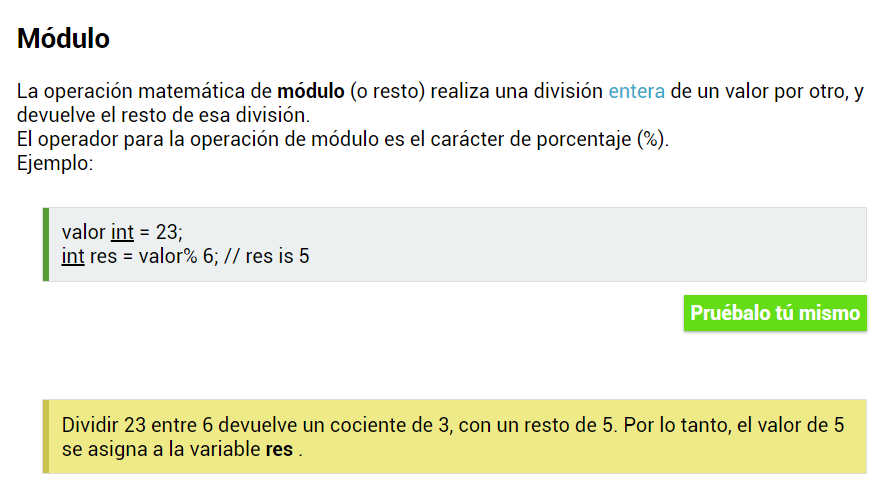 Módulo
La operación matemática de módulo (o resto) realiza una división entera de un valor por otro, y
devuelve el resto de esa división.
El operador para la operación de módulo es el carácter de porcentaje (%).
Ejemplo:
valor int = 23;
int res = valor% 6; // res is 5
Pruébalo tú mismo
Dividir 23 entre 6 devuelve un cociente de 3, con un resto de 5. Por lo tanto, el valor de 5
se asigna a la variable res .